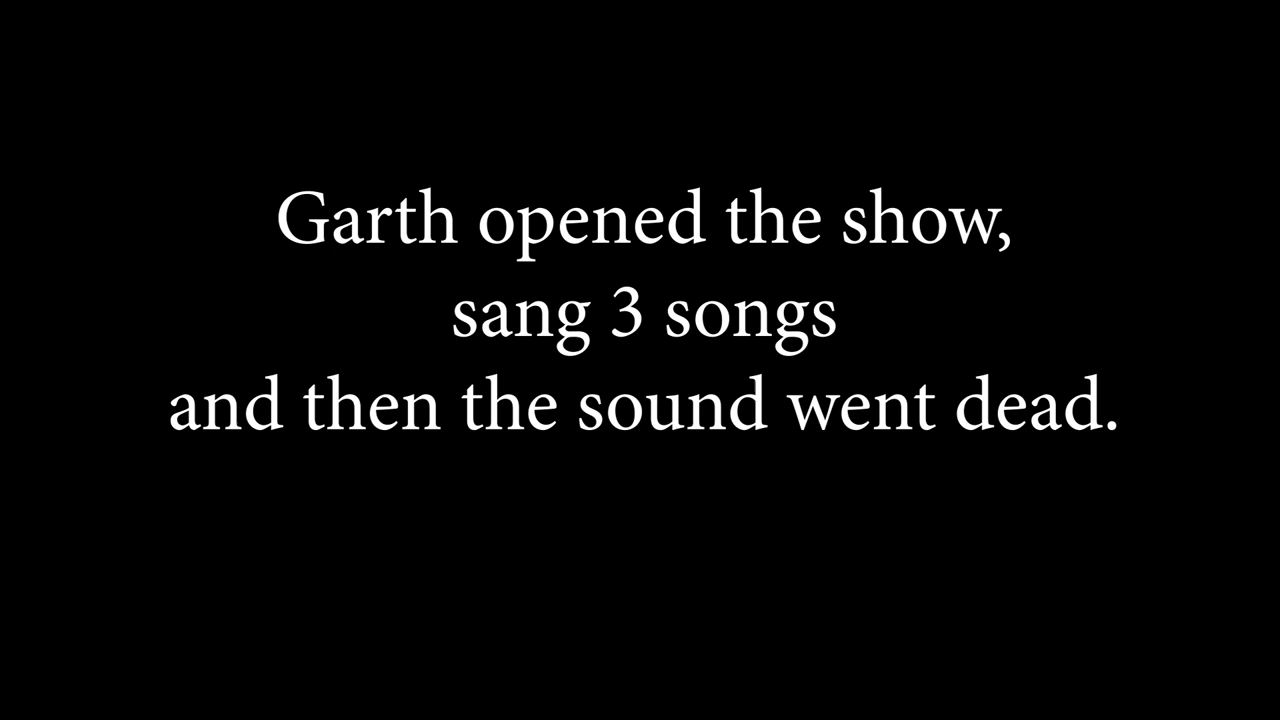 Garth opened the show,
sang 3 songs
and then the sound went dead.